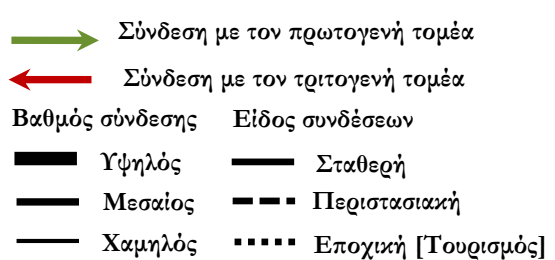 Σύνδεση με τον πρωτογενή τομέα
Σύνδεση με τον τριτογενή τομέα
Βαθμός σύνδεσης Είδος συνδέσεων
Υψηλός Σταθερή
Μεσαίος Περιστασιακή
Χαμηλός Εποχική [Τουρισμός]